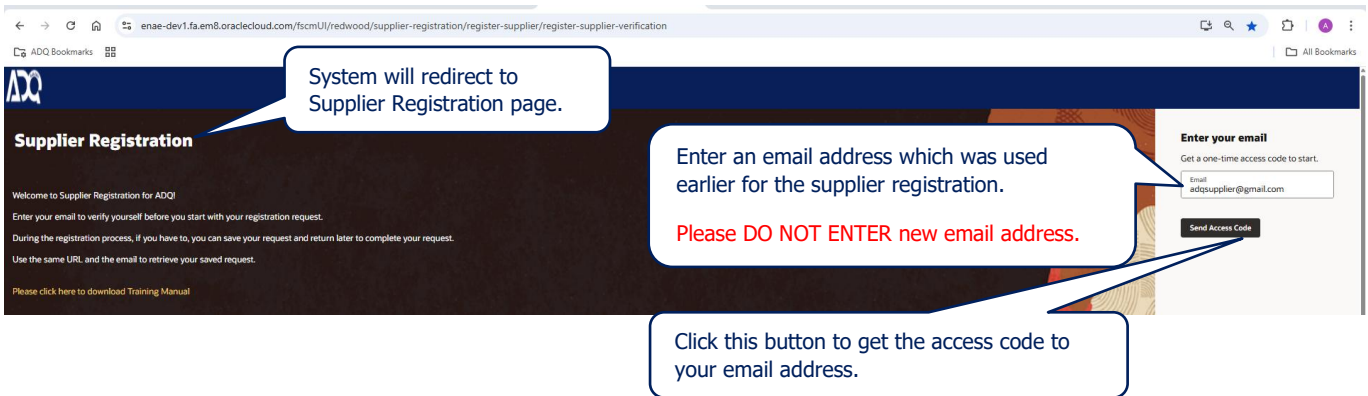 enae-dev1.fa.em8.oraclecloud.com/fscmUI/redwood/supplier-registration/register-supplier/register-supplier-verification
A
ADQ Bookmarks
All Bookmarks
ADQ
System will redirect to
Supplier Registration page.
Supplier Registration
Welcome to Supplier Registration for ADQ!
Enter your email to verify yourself before you start with your registration request.
During the registration process, if you have to, you can save your request and return later to complete your request.
Use the same URL and the email to retrieve your saved request.
Please click here to download Training Manual
Enter an email address which was used
earlier for the supplier registration.
Please DO NOT ENTER new email address.
Enter your email
Get a one-time access code to start.
Email
adqsupplier@gmail.com
Send Access Code
Click this button to get the access code to
your email address.